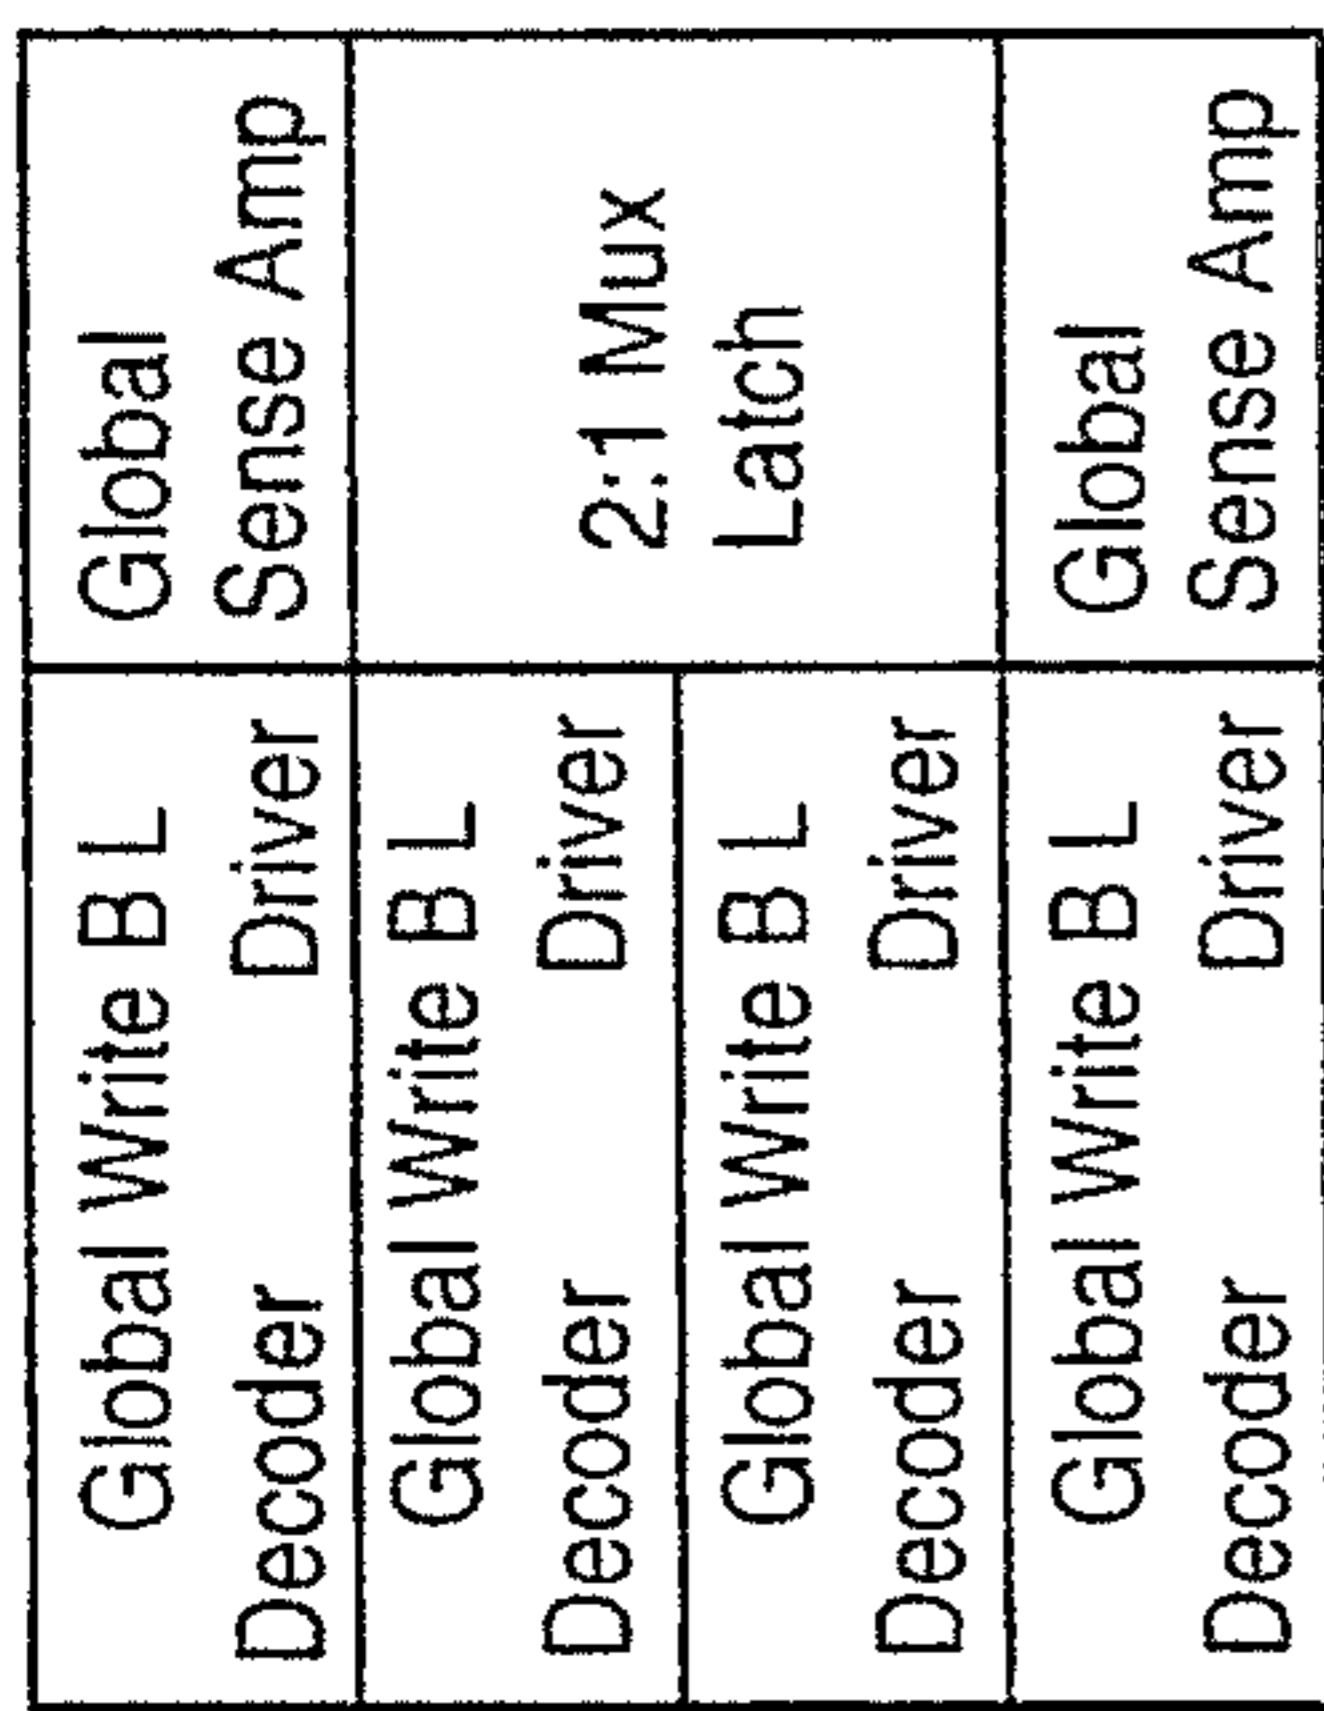 Global Write B L
Decoder Driver
Global
Sense Amp
Global Write B L
Decoder Driver
2:1 Mux
Latch
Global Write B L
Decoder Driver
Global Write B L
Decoder Driver
Global
Sense Amp